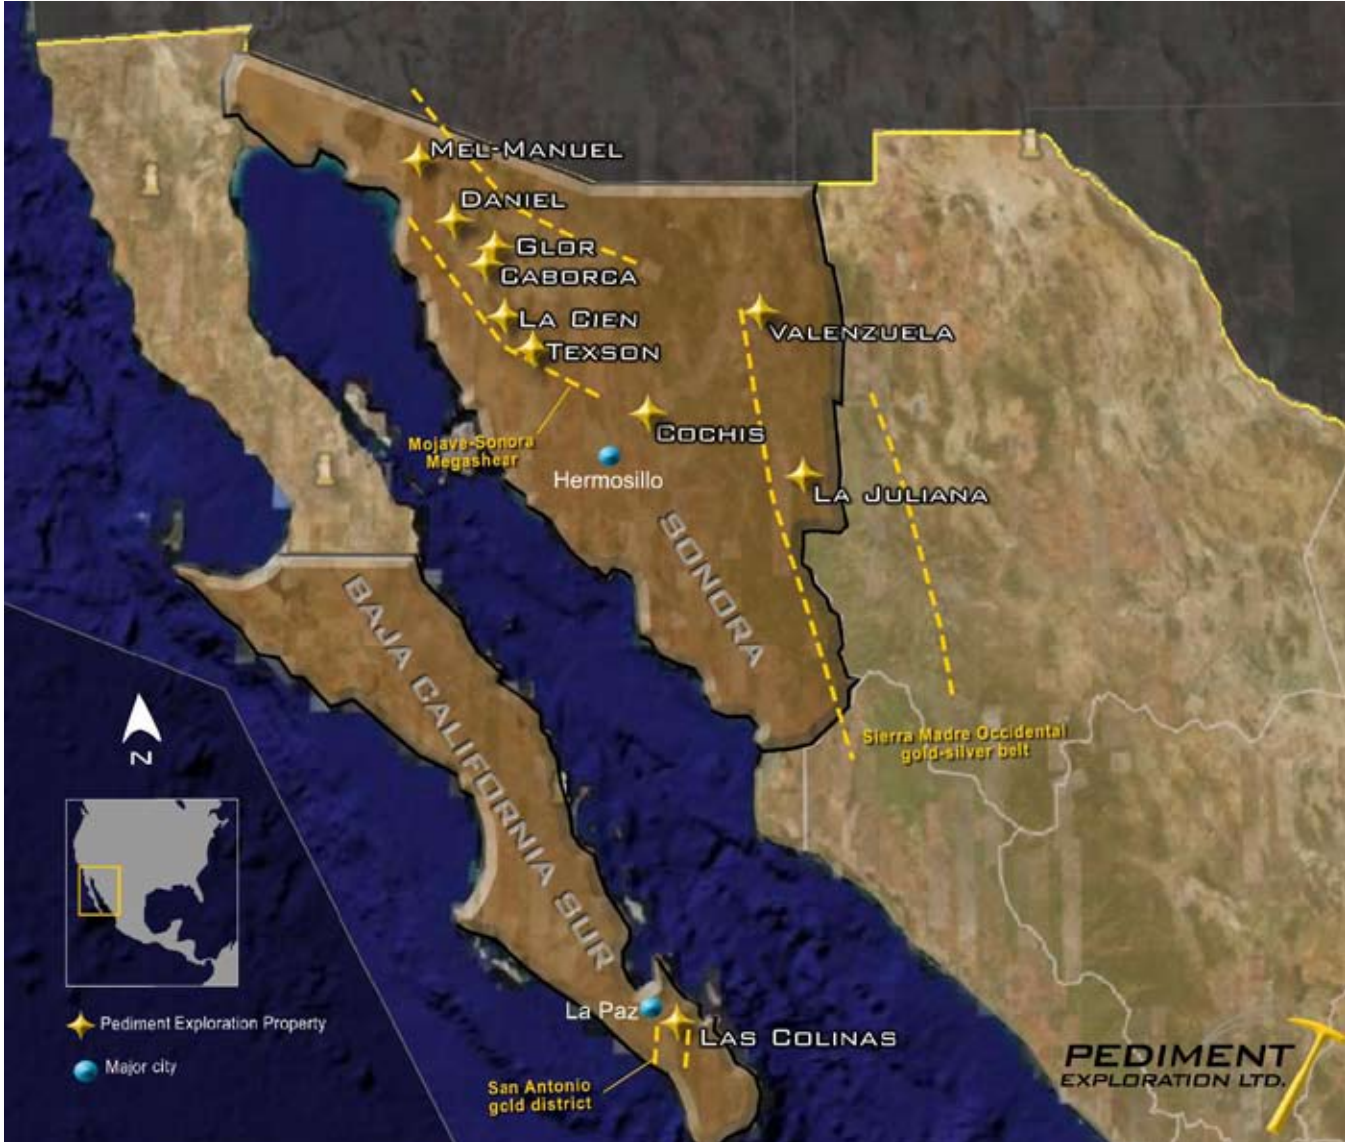 MEL-MANUEL
DANIEL
GLOR
CABORCA
LA CIEN
VALENZUELA
TEXSON
COCHIS
Mojave-Sonora
Megashear
Hermosillo
LA JULIANA
SONORA
BAJA CALIFORNIA SUR
Sierra Madre Occidental
gold-silver belt
N
La Paz
LAS COLINAS
Pediment Exploration Property
Major city
San Antonio
gold district
PEDIMENT
EXPLORATION LTD.